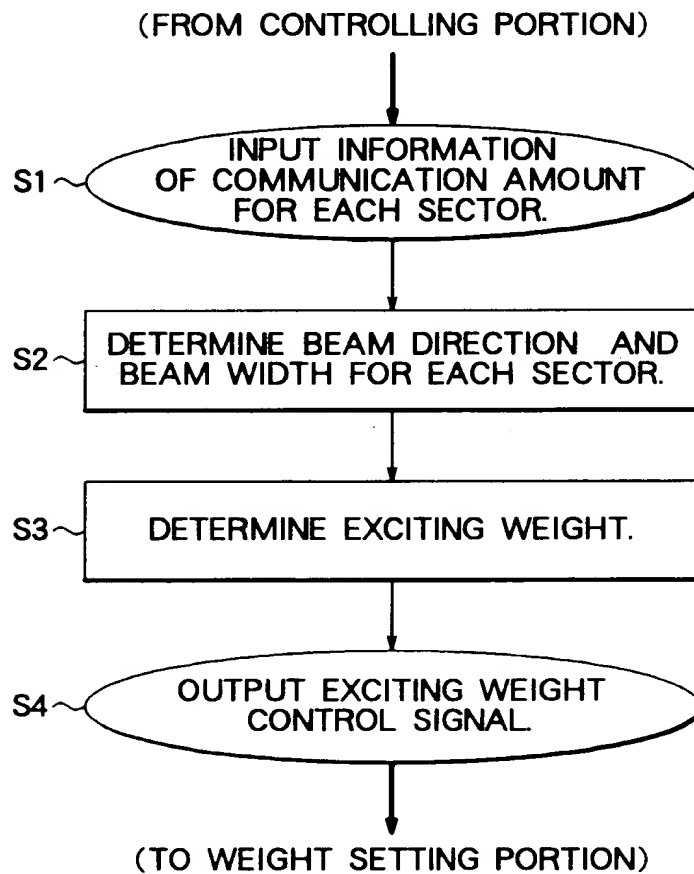 (FROM CONTROLLING PORTION)
S1
INPUT INFORMATION
OF COMMUNICATION AMOUNT
FOR EACH SECTOR.
S2
DETERMINE BEAM DIRECTION AND
BEAM WIDTH FOR EACH SECTOR.
S3
DETERMINE EXCITING WEIGHT.
S4
OUTPUT EXCITING WEIGHT
CONTROL SIGNAL.
(TO WEIGHT SETTING PORTION)